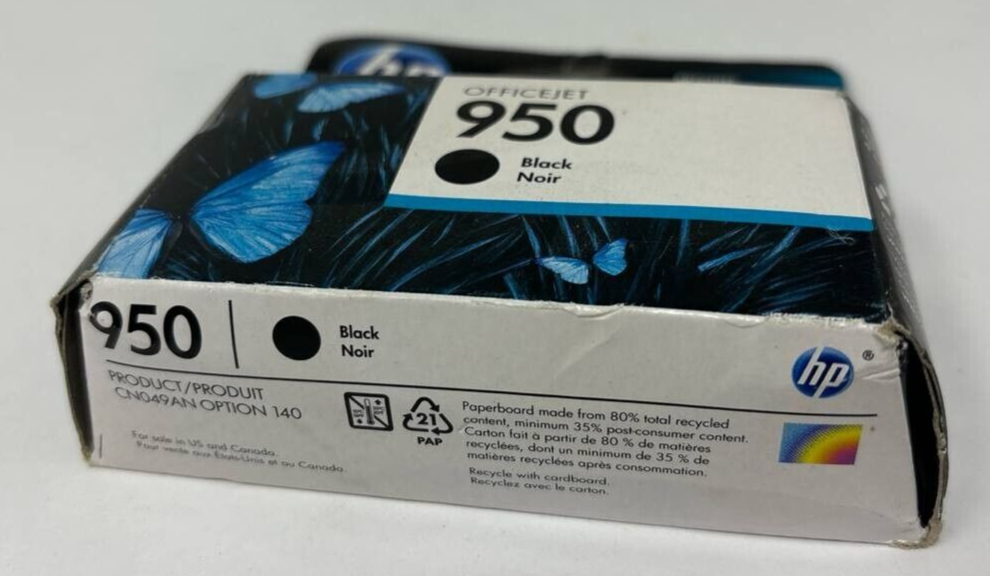 hp
OFFICEJET
950
Black
Noir
950
Black
Noir
hp ®
PRODUCT/PRODUIT
CN049AN OPTION 140
For sale in US and Canada.
Pour vente aux États-Unis et au Canada.
21
PAP
Paperboard made from 80% total recycled
content, minimum 35% post-consumer content.
Carton fait à partir de 80 % de matières
recyclées, dont un minimum de 35 % de
matières recyclées après consommation.
Recycle with cardboard.
Recyclez avec le carton.